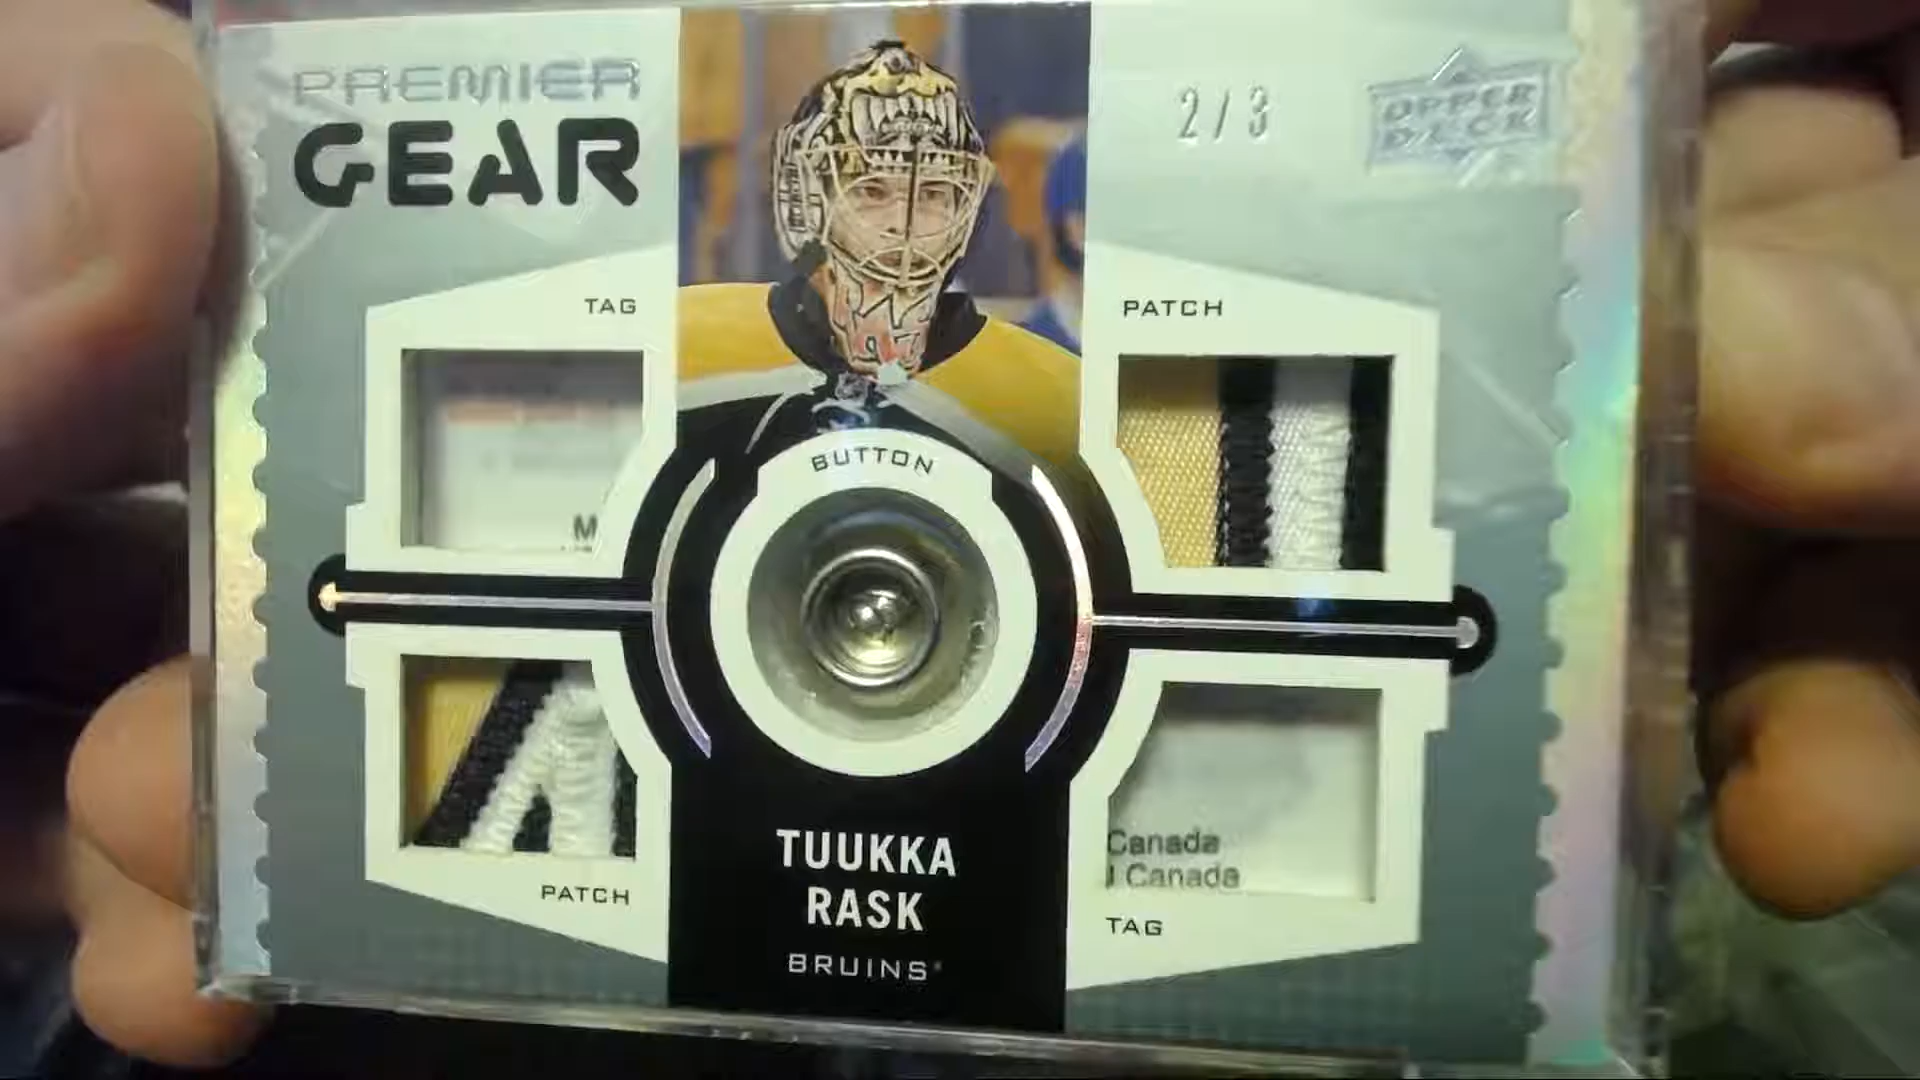 PREMIER
GEAR
2/3
UPPER
DECK
TAG
PATCH
BUTTON
M
Canada
Canada
PATCH
TAG
TUUKKA
RASK
BRUINS